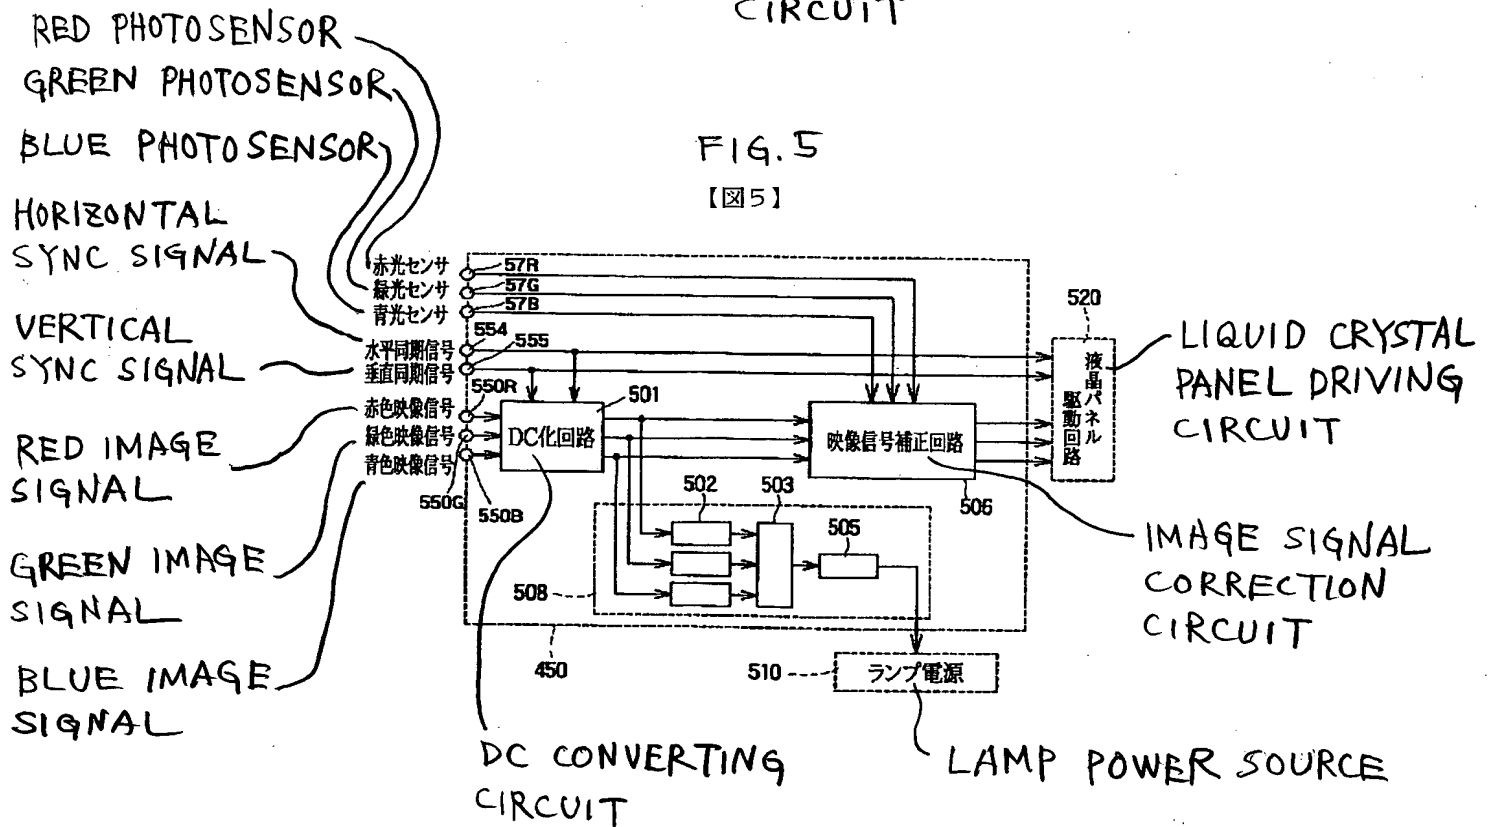 CIRCUIT
RED PHOTOSENSOR
GREEN PHOTOSENSOR
BLUE PHOTOSENSOR
FIG. 5
【図5】
HORIZONTAL
SYNC SIGNAL
VERTICAL
SYNC SIGNAL
RED IMAGE
SIGNAL
GREEN IMAGE
SIGNAL
BLUE IMAGE
SIGNAL
赤光センサ
57R
緑光センサ
57G
青光センサ
57B
水平同期信号
554
垂直同期信号
555
赤色映像信号
550R
緑色映像信号
550G
青色映像信号
550B
501
DC化回路
映像信号補正回路
506
520
液晶パネル
駆動回路
LIQUID CRYSTAL
PANEL DRIVING
CIRCUIT
502
503
505
508
450
510
ランプ電源
IMAGE SIGNAL
CORRECTION
CIRCUIT
DC CONVERTING
CIRCUIT
LAMP POWER SOURCE